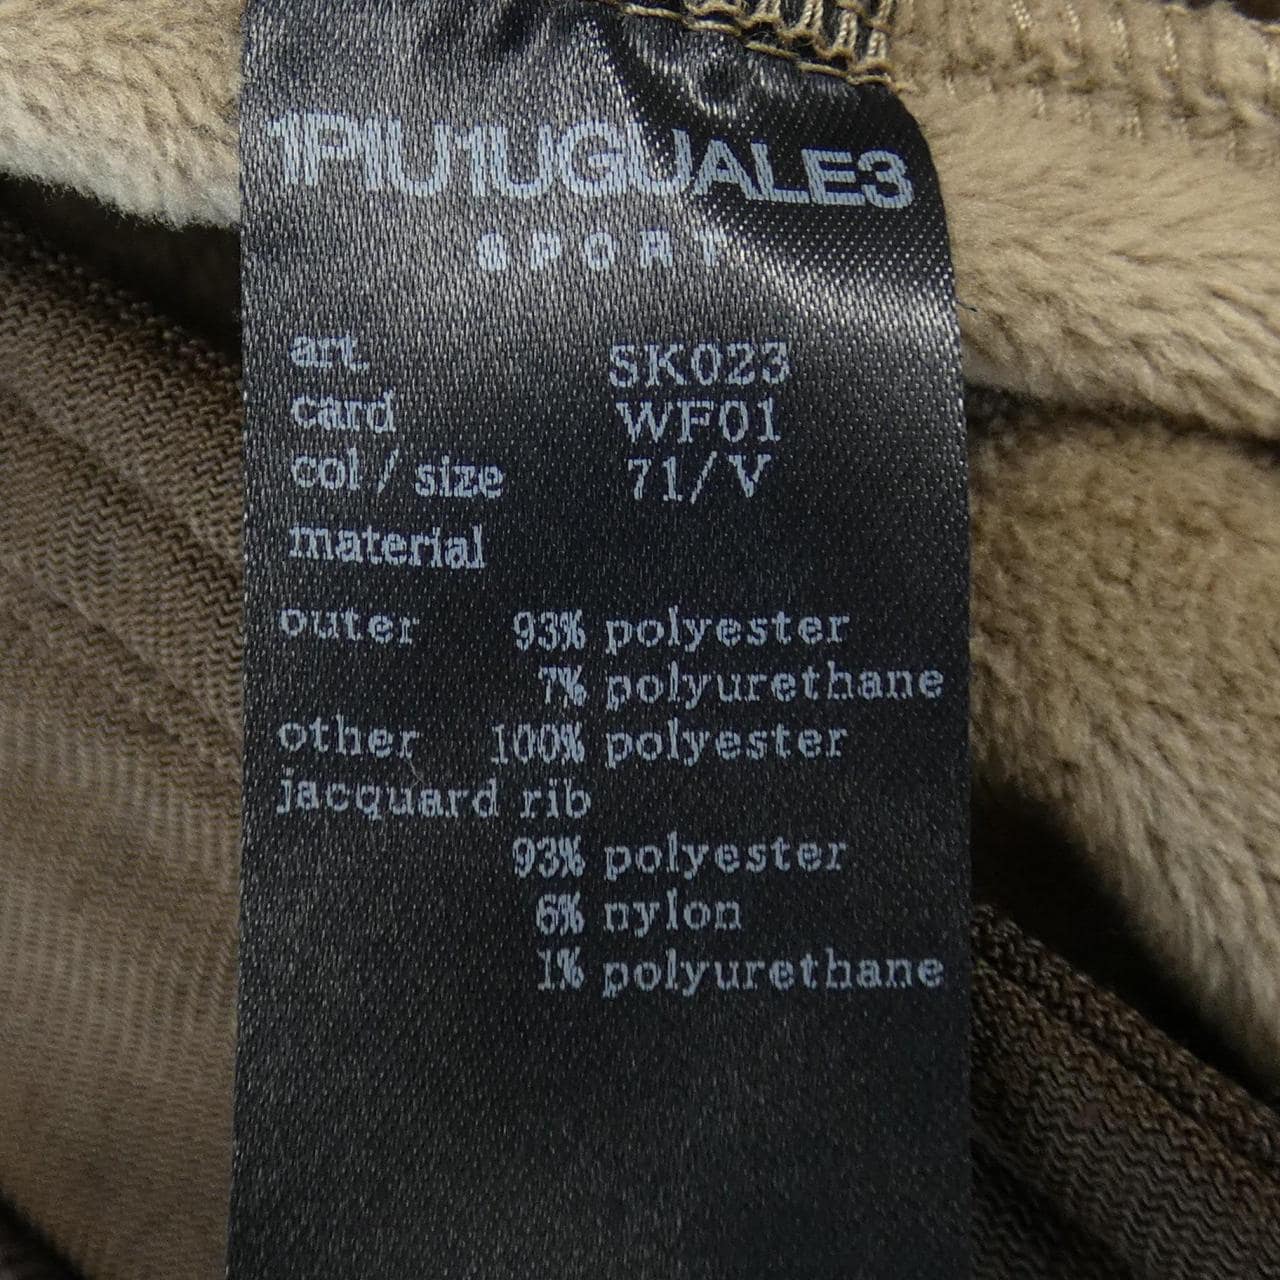 1PIU1UGUALE3
SPORT
art SK023
card WF01
col / size 71/V
material
outer 93% polyester
7% polyurethane
other 100% polyester
jacquard rib
93% polyester
6% nylon
1% polyurethane